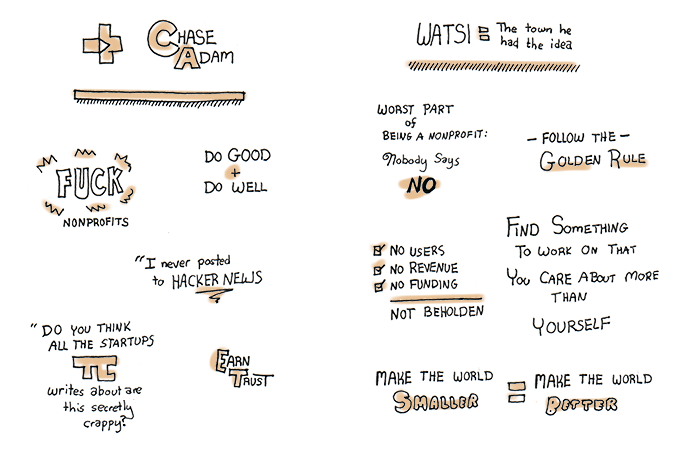 CHASE
ADAM
FUCK
NONPROFITS
DO GOOD
+
DO WELL
"I never posted
to HACKER NEWS
"DO YOU THINK
ALL THE STARTUPS
TC
writes about are
this secretly
crappy?"
EARN
TRUST
WATSI = The town he
had the idea
WORST PART
of
BEING A NONPROFIT:
Nobody Says
NO
- FOLLOW THE -
GOLDEN RULE
NO USERS
NO REVENUE
NO FUNDING
NOT BEHOLDEN
FIND SOMETHING
TO WORK ON THAT
YOU CARE ABOUT MORE
THAN
YOURSELF
MAKE THE WORLD
SMALLER
=
MAKE THE WORLD
BETTER